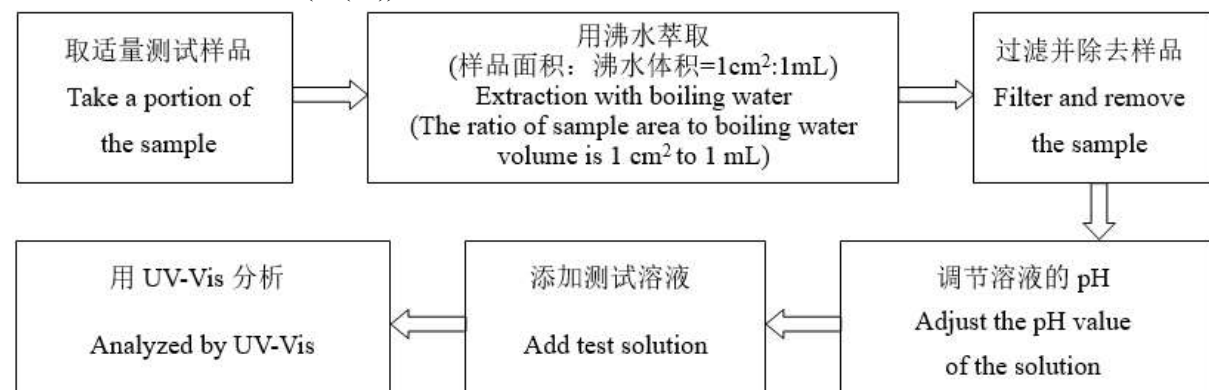 取适量测试样品
Take a portion of
the sample
用沸水萃取
(样品面积：沸水体积=1cm²:1mL)
Extraction with boiling water
(The ratio of sample area to boiling water
volume is 1 cm² to 1 mL)
过滤并除去样品
Filter and remove
the sample
调节溶液的 pH
Adjust the pH value
of the solution
添加测试溶液
Add test solution
用 UV-Vis 分析
Analyzed by UV-Vis